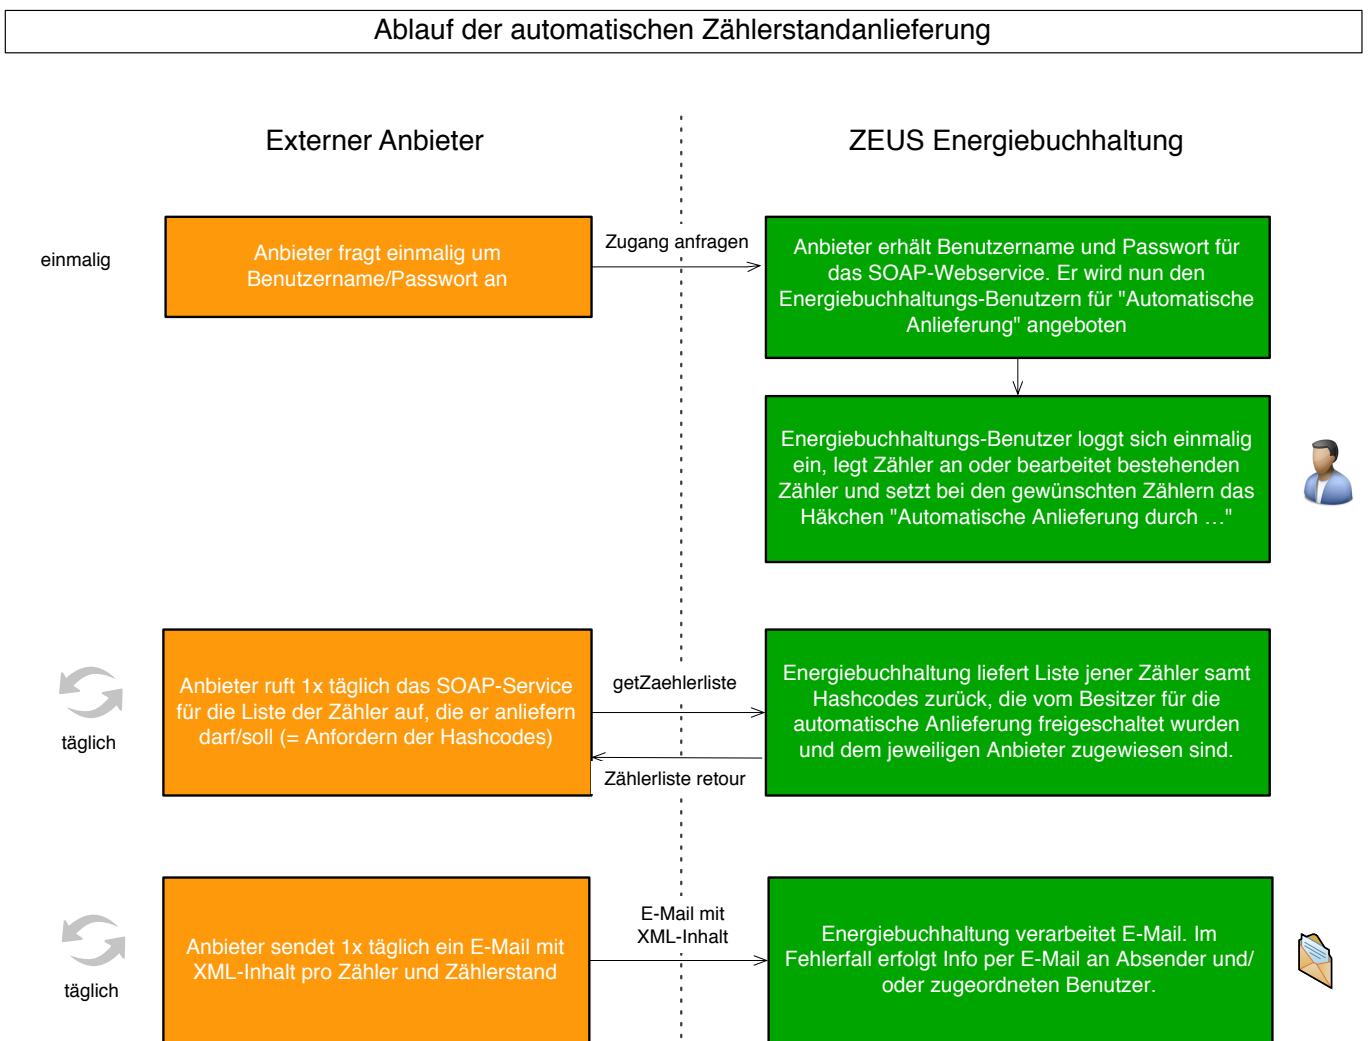 Ablauf der automatischen Zählerstandanlieferung
Externer Anbieter
ZEUS Energiebuchhaltung
einmalig
Anbieter fragt einmalig um
Benutzername/Passwort an
Zugang anfragen
Anbieter erhält Benutzername und Passwort für
das SOAP-Webservice. Er wird nun den
Energiebuchhaltungs-Benutzern für "Automatische
Anlieferung" angeboten
Energiebuchhaltungs-Benutzer loggt sich einmalig
ein, legt Zähler an oder bearbeitet bestehenden
Zähler und setzt bei den gewünschten Zählern das
Häkchen "Automatische Anlieferung durch …"
täglich
Anbieter ruft 1x täglich das SOAP-Service
für die Liste der Zähler auf, die er anliefern
darf/soll (= Anfordern der Hashcodes)
getZaehlerliste
Zählerliste retour
Energiebuchhaltung liefert Liste jener Zähler samt
Hashcodes zurück, die vom Besitzer für die
automatische Anlieferung freigeschaltet wurden
und dem jeweiligen Anbieter zugewiesen sind.
täglich
Anbieter sendet 1x täglich ein E-Mail mit
XML-Inhalt pro Zähler und Zählerstand
E-Mail mit
XML-Inhalt
Energiebuchhaltung verarbeitet E-Mail. Im
Fehlerfall erfolgt Info per E-Mail an Absender und/
oder zugeordneten Benutzer.